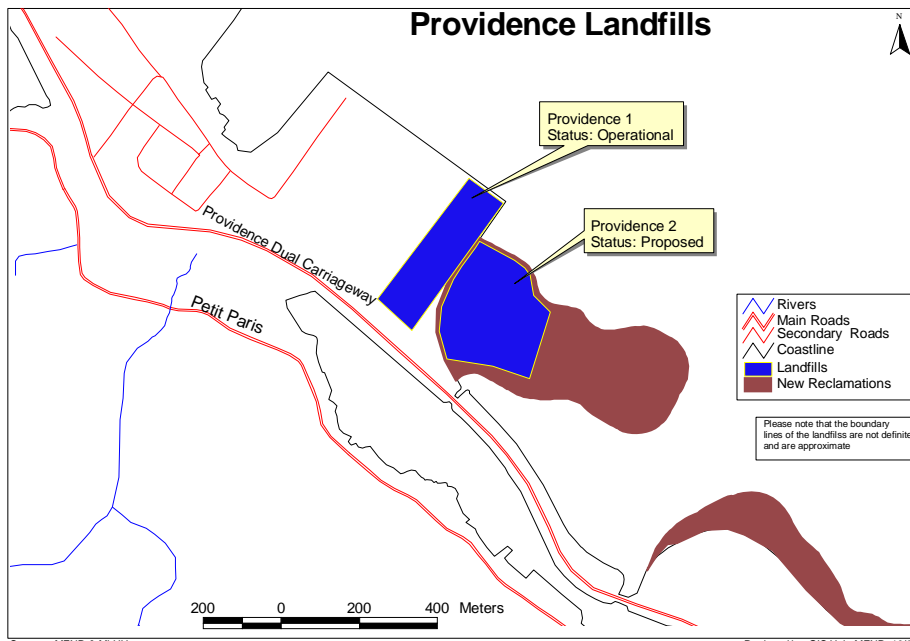 Providence Landfills
N
Providence 1
Status: Operational
Providence 2
Status: Proposed
Providence Dual Carriageway
Petit Paris
Rivers
Main Roads
Secondary Roads
Coastline
Landfills
New Reclamations
Please note that the boundary
lines of the landfilss are not definite
and are approximate
200 0 200 400 Meters